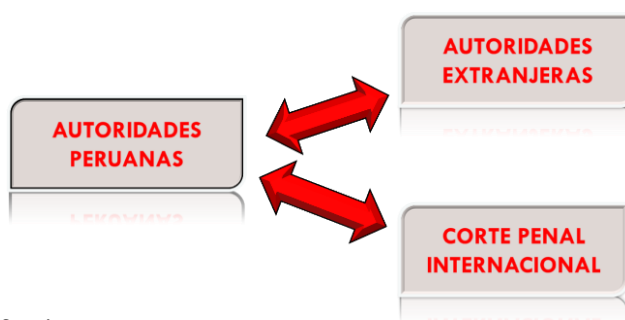 AUTORIDADES
EXTRANJERAS
AUTORIDADES
PERUANAS
CORTE PENAL
INTERNACIONAL